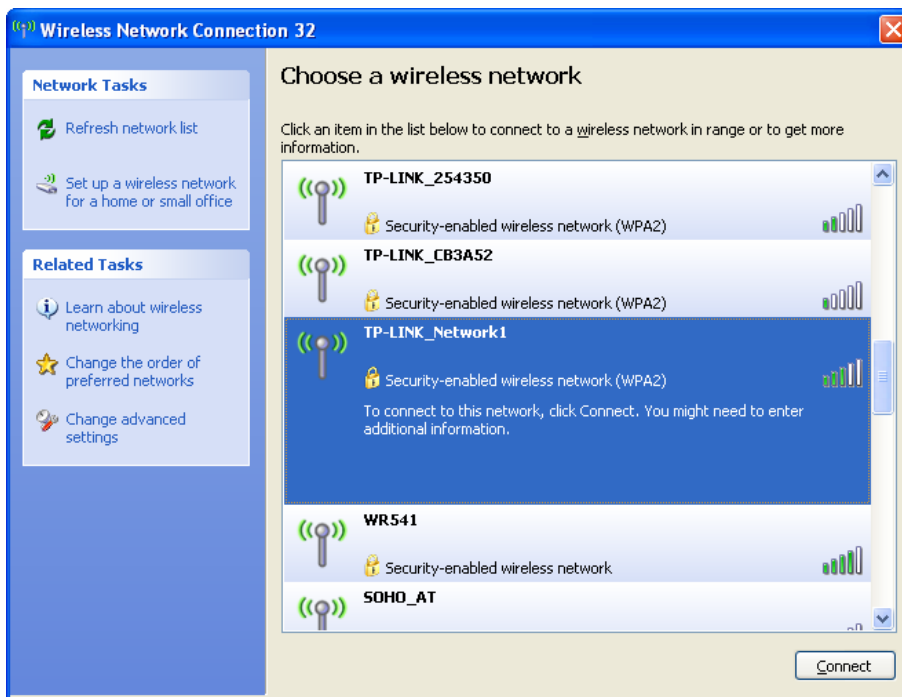 Wireless Network Connection 32
Network Tasks
Refresh network list
Set up a wireless network
for a home or small office
Related Tasks
Learn about wireless
networking
Change the order of
preferred networks
Change advanced
settings
Choose a wireless network
Click an item in the list below to connect to a wireless network in range or to get more
information.
TP-LINK_254350
Security-enabled wireless network (WPA2)
TP-LINK_CB3A52
Security-enabled wireless network (WPA2)
TP-LINK_Network1
Security-enabled wireless network (WPA2)
To connect to this network, click Connect. You might need to enter
additional information.
WR541
Security-enabled wireless network
SOHO_AT
Connect